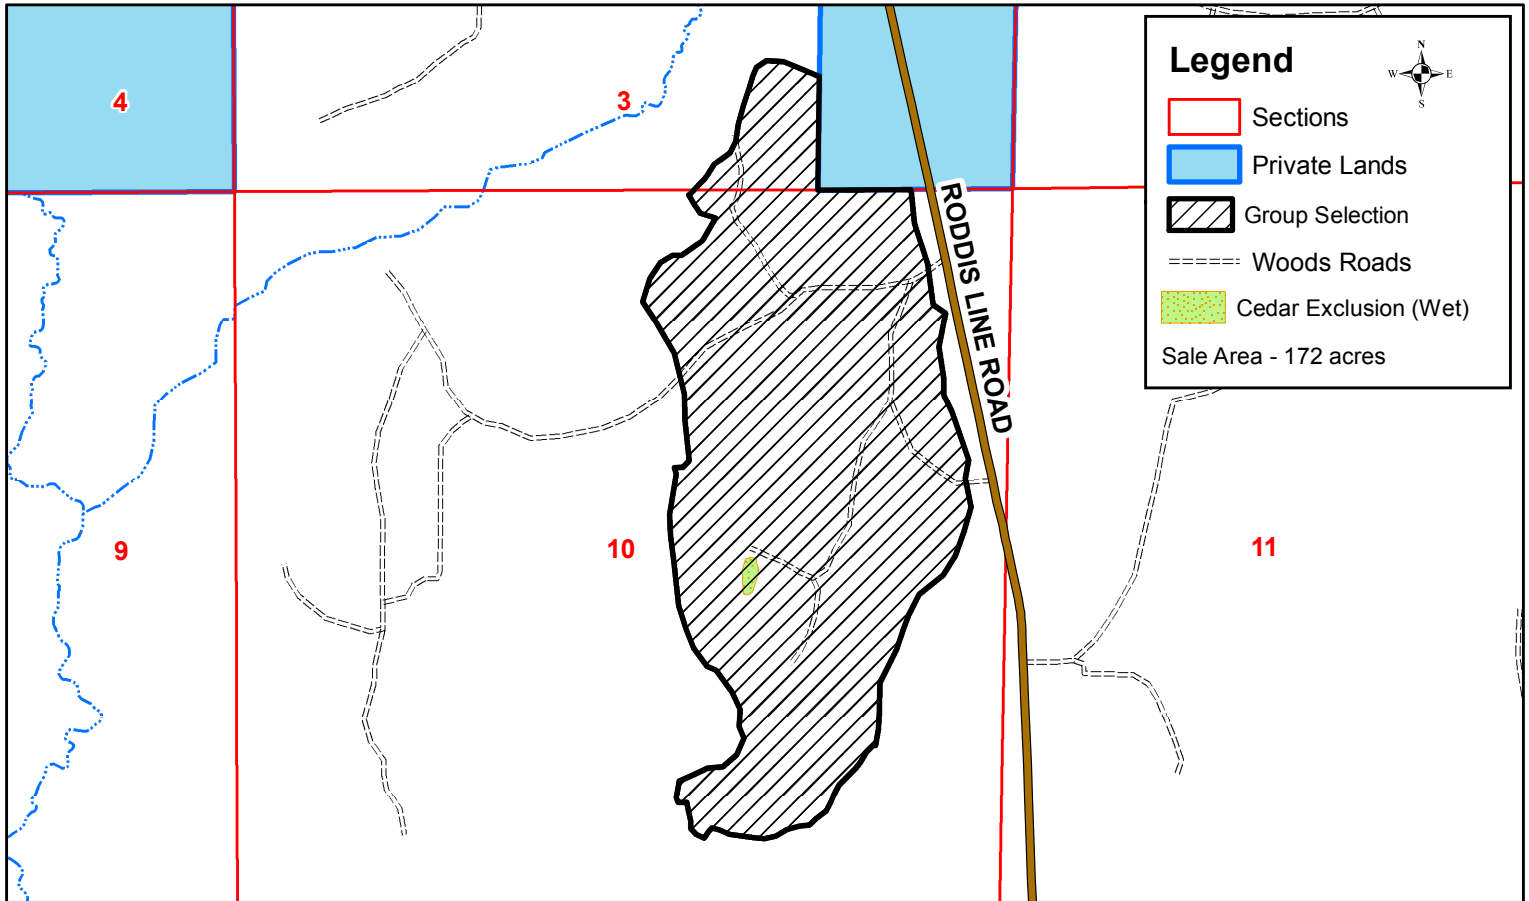 4
3
9
10
11
RODDIS LINE ROAD
Legend
N
W E
S
Sections
Private Lands
Group Selection
Woods Roads
Cedar Exclusion (Wet)
Sale Area - 172 acres